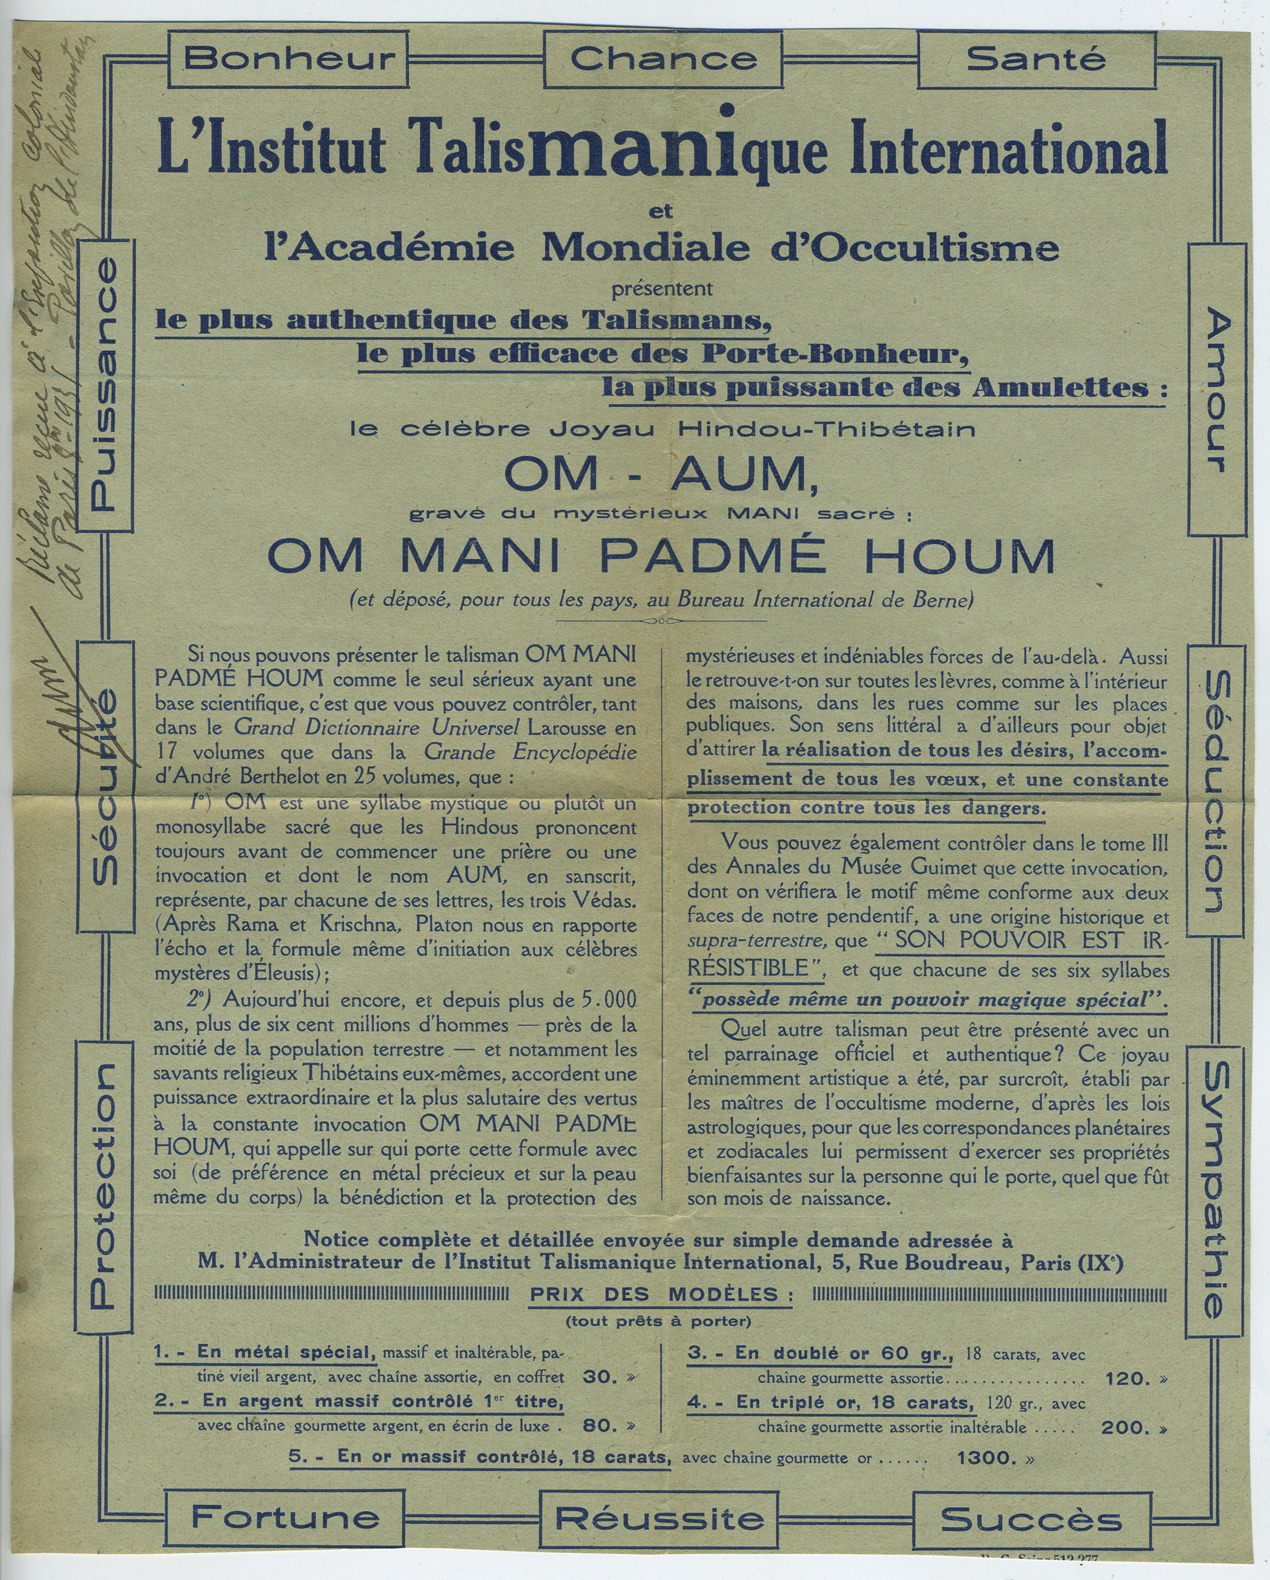 Bonheur
Chance
Santé
L'Institut Talismanique International
et
l'Académie Mondiale d'Occultisme
présentent
le plus authentique des Talismans,
le plus efficace des Porte-Bonheur,
la plus puissante des Amulettes :
le célèbre Joyau Hindou-Thibétain
OM - AUM,
gravé du mystérieux MANI sacré :
OM MANI PADMÉ HOUM
(et déposé, pour tous les pays, au Bureau International de Berne)
Réclame reçue à l'Exposition Coloniale
de Paris - 1931 - Pavillon de l'Hindoustan
Puissance
Sécurité
Protection
Amour
Séduction
Sympathie
Si nous pouvons présenter le talisman OM MANI
PADMÉ HOUM comme le seul sérieux ayant une
base scientifique, c'est que vous pouvez contrôler, tant
dans le Grand Dictionnaire Universel Larousse en
17 volumes que dans la Grande Encyclopédie
d'André Berthelot en 25 volumes, que :
1°) OM est une syllabe mystique ou plutôt un
monosyllabe sacré que les Hindous prononcent
toujours avant de commencer une prière ou une
invocation et dont le nom AUM, en sanscrit,
représente, par chacune de ses lettres, les trois Védas.
(Après Rama et Krischna, Platon nous en rapporte
l'écho et la formule même d'initiation aux célèbres
mystères d'Éleusis) ;
2°) Aujourd'hui encore, et depuis plus de 5.000
ans, plus de six cent millions d'hommes — près de la
moitié de la population terrestre — et notamment les
savants religieux Thibétains eux-mêmes, accordent une
puissance extraordinaire et la plus salutaire des vertus
à la constante invocation OM MANI PADMÉ
HOUM, qui appelle sur qui porte cette formule avec
soi (de préférence en métal précieux et sur la peau
même du corps) la bénédiction et la protection des
mystérieuses et indéniables forces de l'au-delà. Aussi
le retrouve-t-on sur toutes les lèvres, comme à l'intérieur
des maisons, dans les rues comme sur les places
publiques. Son sens littéral a d'ailleurs pour objet
d'attirer la réalisation de tous les désirs, l'accom-
plissement de tous les vœux, et une constante
protection contre tous les dangers.
Vous pouvez également contrôler dans le tome III
des Annales du Musée Guimet que cette invocation,
dont on vérifiera le motif même conforme aux deux
faces de notre pendentif, a une origine historique et
supra-terrestre, que " SON POUVOIR EST IR-
RÉSISTIBLE", et que chacune de ses six syllabes
"possède même un pouvoir magique spécial".
Quel autre talisman peut être présenté avec un
tel parrainage officiel et authentique ? Ce joyau
éminemment artistique a été, par surcroît, établi par
les maîtres de l'occultisme moderne, d'après les lois
astrologiques, pour que les correspondances planétaires
et zodiacales lui permissent d'exercer ses propriétés
bienfaisantes sur la personne qui le porte, quel que fût
son mois de naissance.
Notice complète et détaillée envoyée sur simple demande adressée à
M. l'Administrateur de l'Institut Talismanique International, 5, Rue Boudreau, Paris (IXe)
PRIX DES MODÈLES :
(tout prêts à porter)
1. - En métal spécial, massif et inaltérable, pa-
tiné vieil argent, avec chaîne assortie, en coffret 30. »
2. - En argent massif contrôlé 1er titre,
avec chaîne gourmette argent, en écrin de luxe . 80. »
3. - En doublé or 60 gr., 18 carats, avec
chaîne gourmette assortie................ 120. »
4. - En triplé or, 18 carats, 120 gr., avec
chaîne gourmette assortie inaltérable ..... 200. »
5. - En or massif contrôlé, 18 carats, avec chaîne gourmette or ...... 1300. »
Fortune
Réussite
Succès